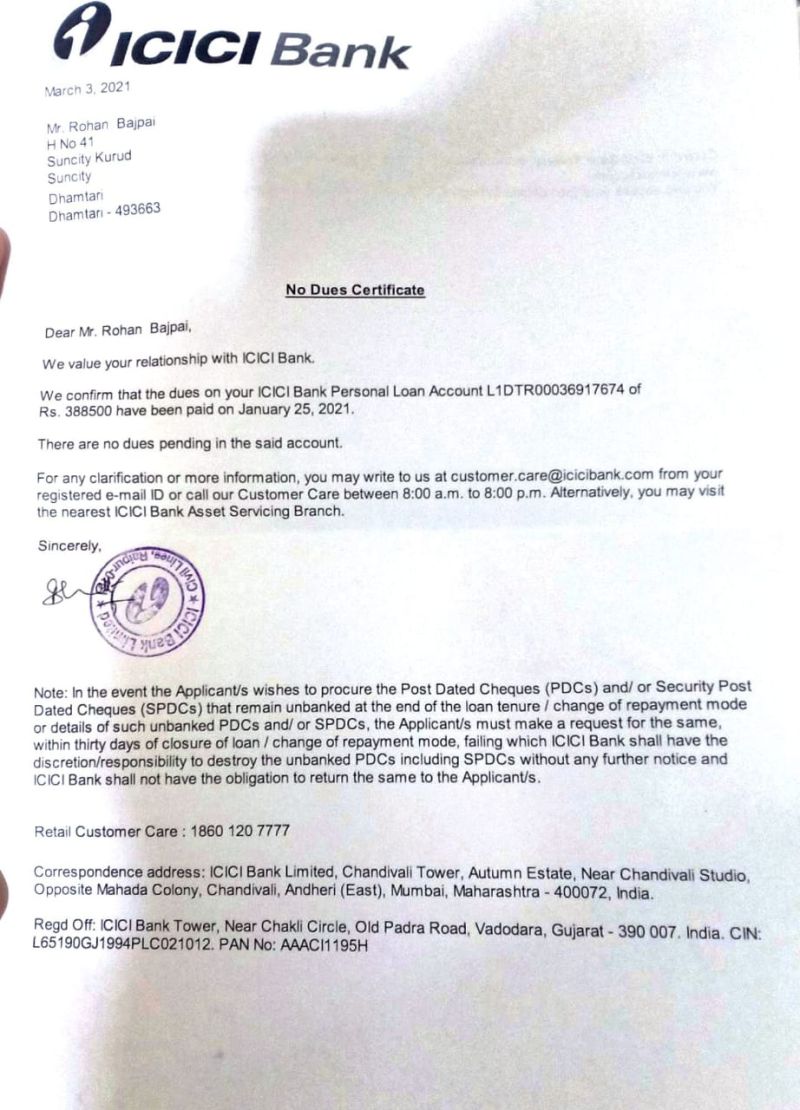 ICICI Bank
March 3, 2021
Mr. Rohan Bajpai
H No 41
Suncity Kurud
Suncity
Dhamtari
Dhamtari - 493663
No Dues Certificate
Dear Mr. Rohan Bajpai,
We value your relationship with ICICI Bank.
We confirm that the dues on your ICICI Bank Personal Loan Account L1DTR00036917674 of
Rs. 388500 have been paid on January 25, 2021.
There are no dues pending in the said account.
For any clarification or more information, you may write to us at customer.care@icicibank.com from your
registered e-mail ID or call our Customer Care between 8:00 a.m. to 8:00 p.m. Alternatively, you may visit
the nearest ICICI Bank Asset Servicing Branch.
Sincerely,
ICICI Bank Limited
Civil Lines, Raipur
Note: In the event the Applicant/s wishes to procure the Post Dated Cheques (PDCs) and/ or Security Post
Dated Cheques (SPDCs) that remain unbanked at the end of the loan tenure / change of repayment mode
or details of such unbanked PDCs and/ or SPDCs, the Applicant/s must make a request for the same,
within thirty days of closure of loan / change of repayment mode, failing which ICICI Bank shall have the
discretion/responsibility to destroy the unbanked PDCs including SPDCs without any further notice and
ICICI Bank shall not have the obligation to return the same to the Applicant/s.
Retail Customer Care : 1860 120 7777
Correspondence address: ICICI Bank Limited, Chandivali Tower, Autumn Estate, Near Chandivali Studio,
Opposite Mahada Colony, Chandivali, Andheri (East), Mumbai, Maharashtra - 400072, India.
Regd Off: ICICI Bank Tower, Near Chakli Circle, Old Padra Road, Vadodara, Gujarat - 390 007. India. CIN:
L65190GJ1994PLC021012. PAN No: AAACI1195H